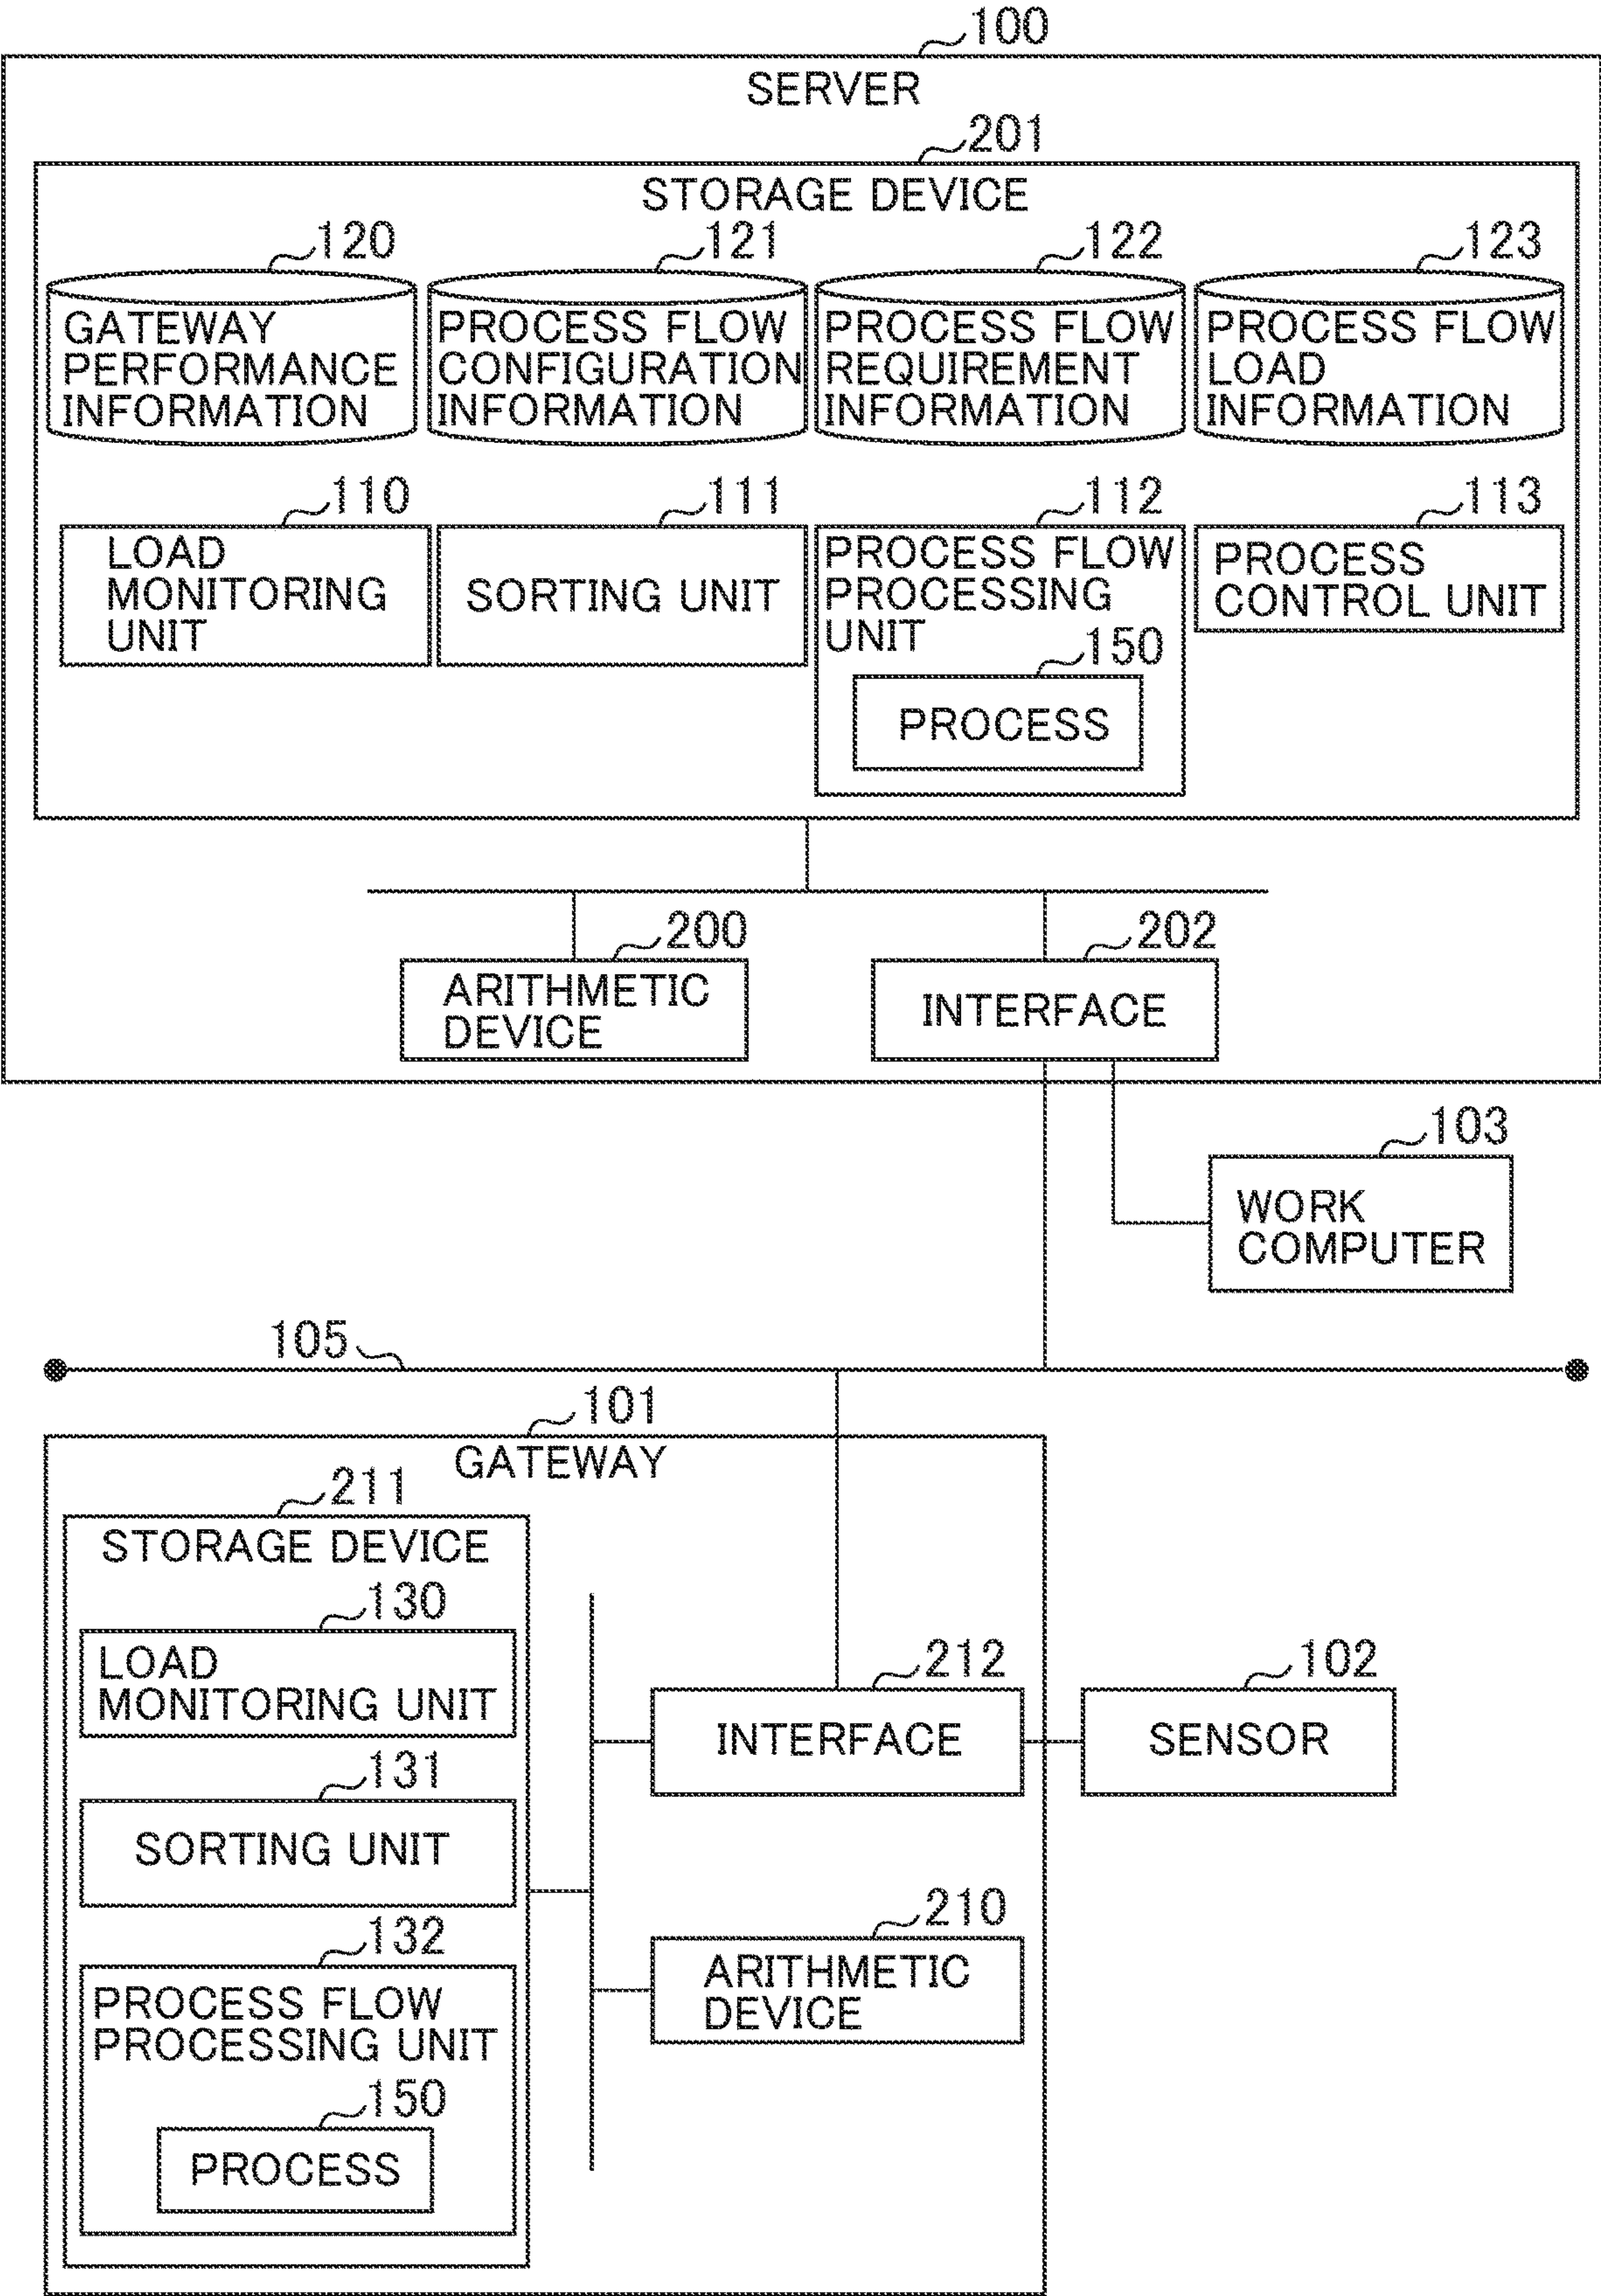 100
SERVER
201
STORAGE DEVICE
120
121
122
123
GATEWAY
PERFORMANCE
INFORMATION
PROCESS FLOW
CONFIGURATION
INFORMATION
PROCESS FLOW
REQUIREMENT
INFORMATION
PROCESS FLOW
LOAD
INFORMATION
110
111
112
113
LOAD
MONITORING
UNIT
SORTING UNIT
PROCESS FLOW
PROCESSING
UNIT
150
PROCESS
PROCESS
CONTROL UNIT
200
202
ARITHMETIC
DEVICE
INTERFACE
103
WORK
COMPUTER
105
101
GATEWAY
211
STORAGE DEVICE
130
LOAD
MONITORING UNIT
131
SORTING UNIT
132
PROCESS FLOW
PROCESSING UNIT
150
PROCESS
212
INTERFACE
102
SENSOR
210
ARITHMETIC
DEVICE